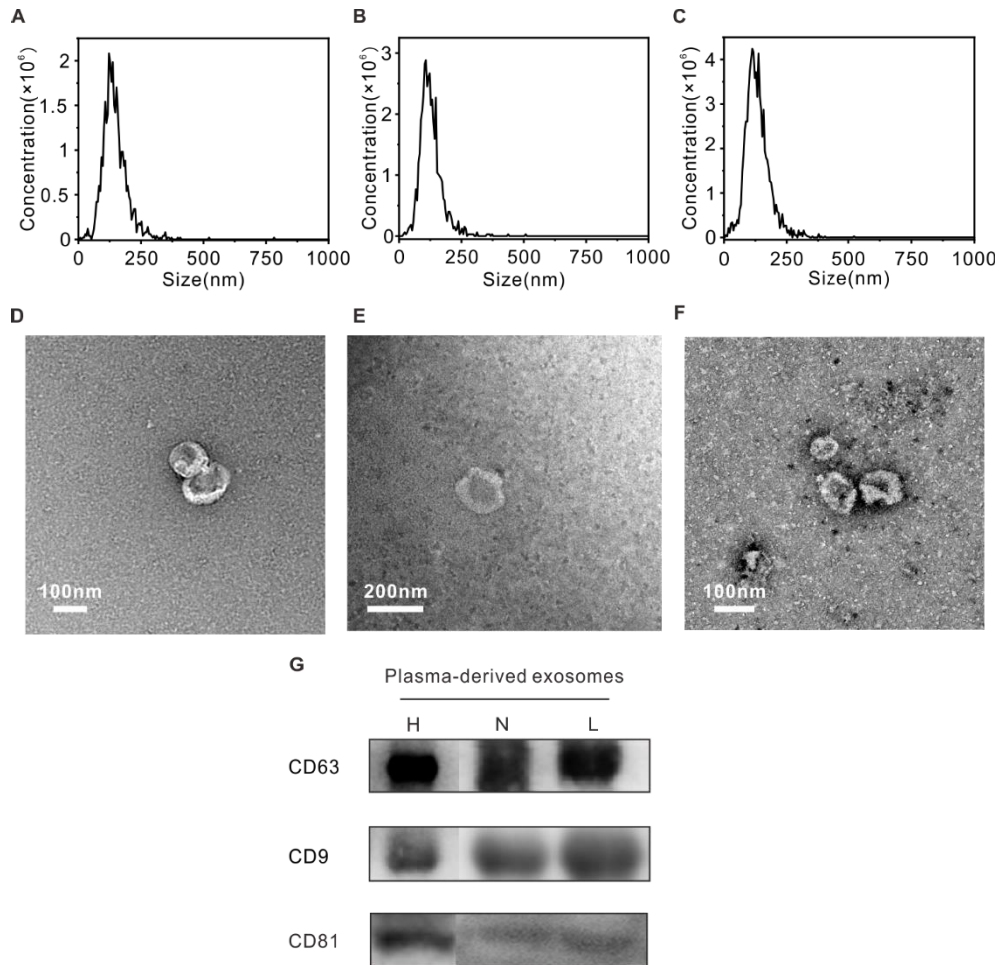 A
Concentration(×10⁶)
2
1.5
1
0.5
0
0
250
500
750
1000
Size(nm)
B
Concentration(×10⁶)
3
2
1
0
0
250
500
750
1000
Size(nm)
C
Concentration(×10⁶)
4
2
0
0
250
500
750
1000
Size(nm)
D
100nm
E
200nm
F
100nm
G
Plasma-derived exosomes
H N L
CD63
CD9
CD81